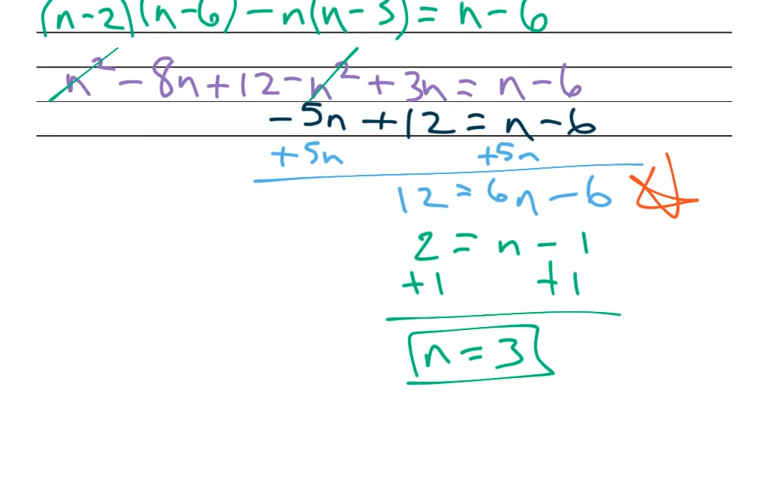 (n-2)(n-6) - n(n-3) = n-6
n² - 8n + 12 - n² + 3n = n - 6
-5n + 12 = n - 6
+5n +5n
12 = 6n - 6
2 = n - 1
+1 +1
n = 3